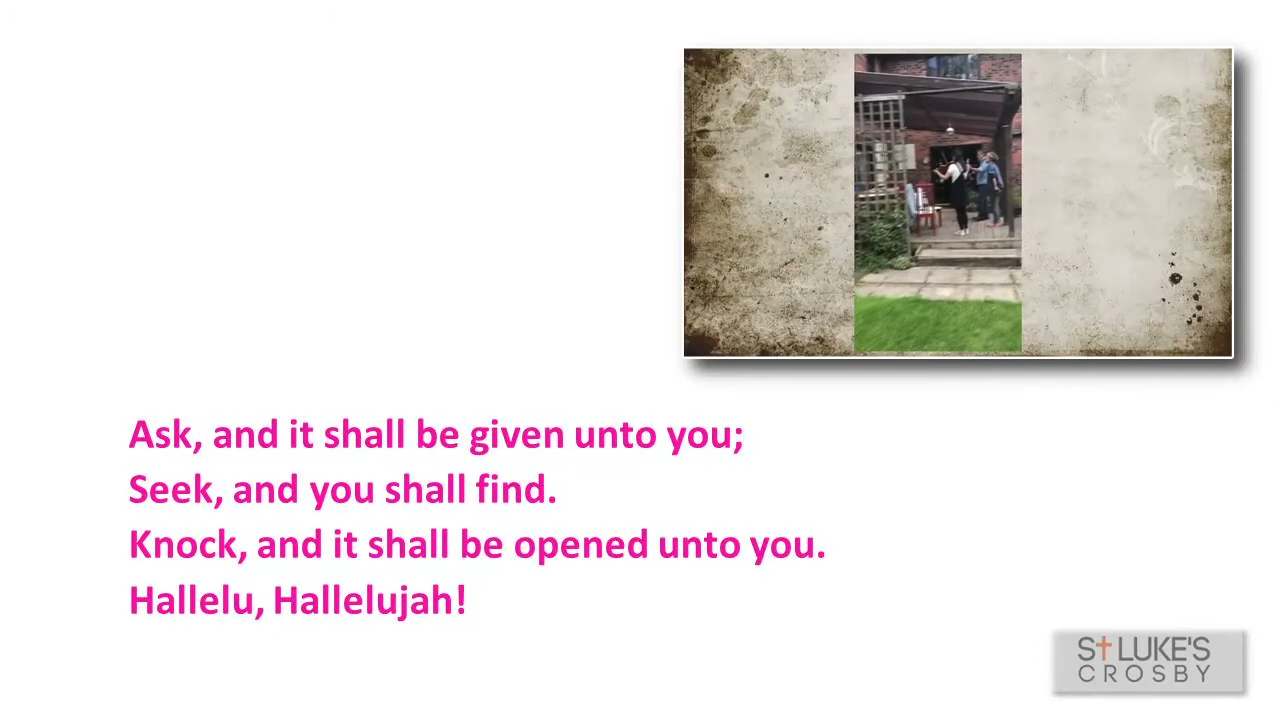 Ask, and it shall be given unto you;
Seek, and you shall find.
Knock, and it shall be opened unto you.
Hallelu, Hallelujah!
St LUKE'S
CROSBY